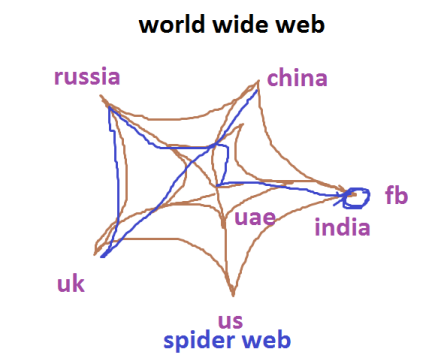 world wide web
russia
china
fb
uae
india
uk
us
spider web